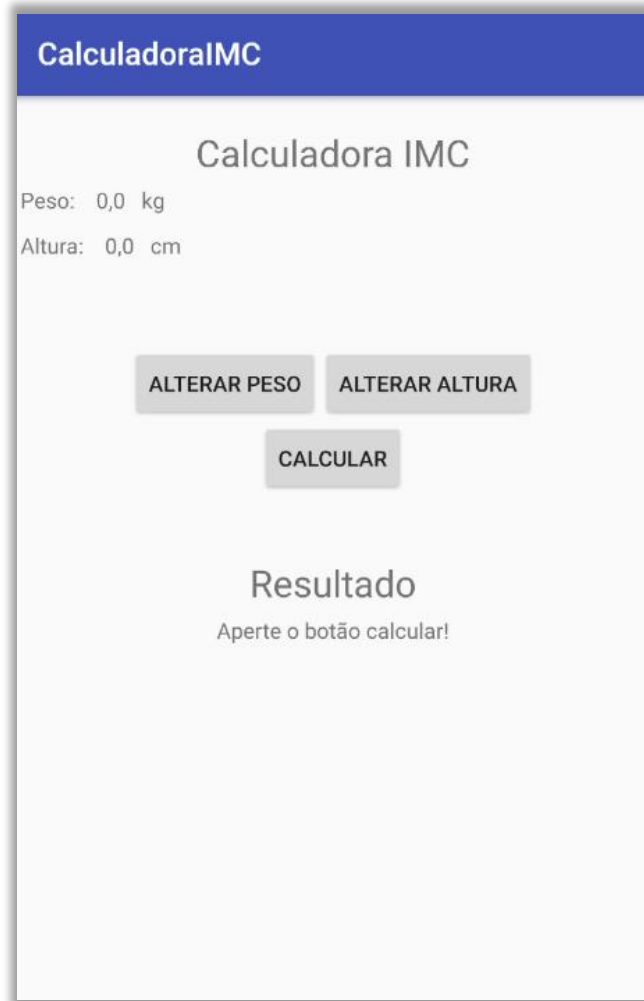 CalculadoraIMC
Calculadora IMC
Peso: 0,0 kg
Altura: 0,0 cm
ALTERAR PESO ALTERAR ALTURA
CALCULAR
Resultado
Aperte o botão calcular!